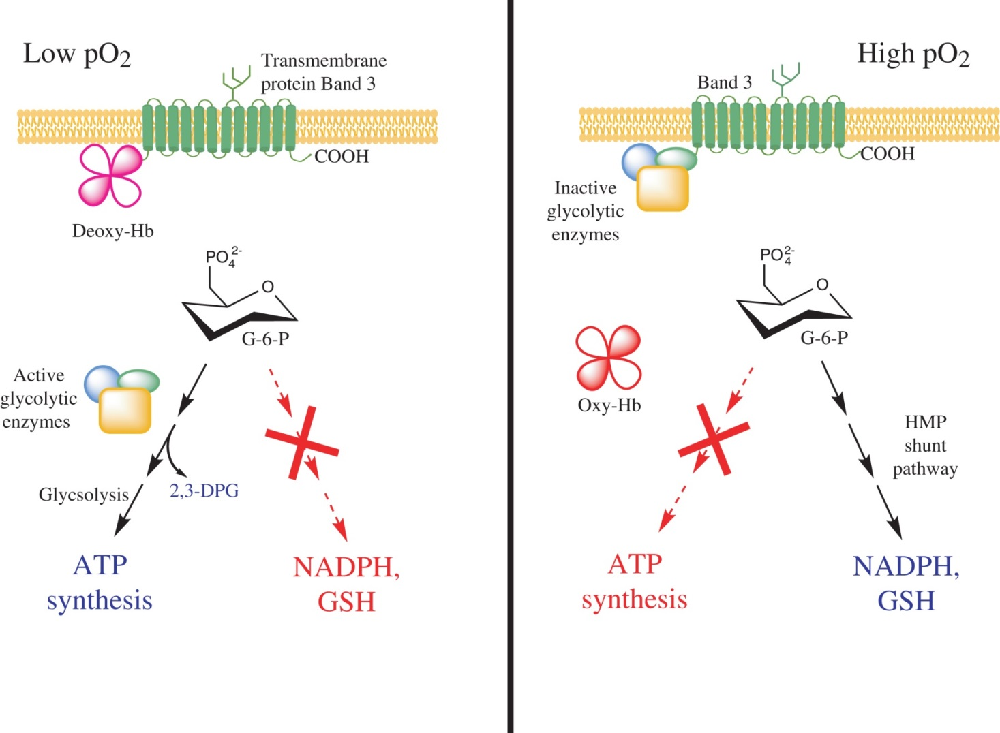 Low pO2
Transmembrane
protein Band 3
COOH
Deoxy-Hb
PO4 2-
O
G-6-P
Active
glycolytic
enzymes
Glycsolysis
2,3-DPG
ATP
synthesis
NADPH,
GSH
High pO2
Band 3
COOH
Inactive
glycolytic
enzymes
PO4 2-
O
G-6-P
Oxy-Hb
HMP
shunt
pathway
ATP
synthesis
NADPH,
GSH